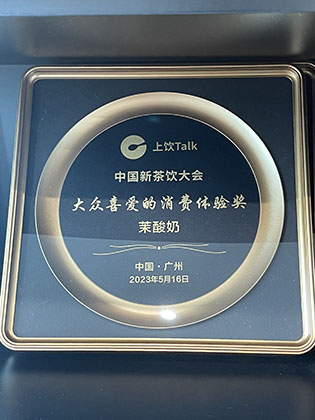 上饮Talk
中国新茶饮大会
大众喜爱的消费体验奖
茉酸奶
中国·广州
2023年5月16日